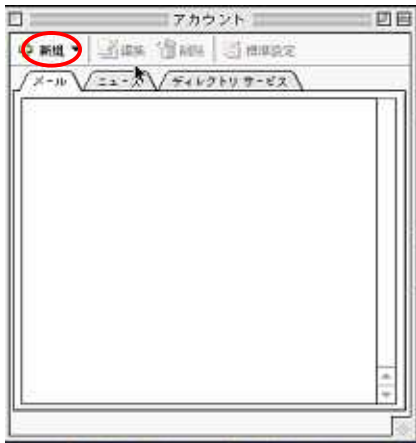 アカウント
新規 編集 削除 標準設定
メール ニュース ディレクトリ サービス